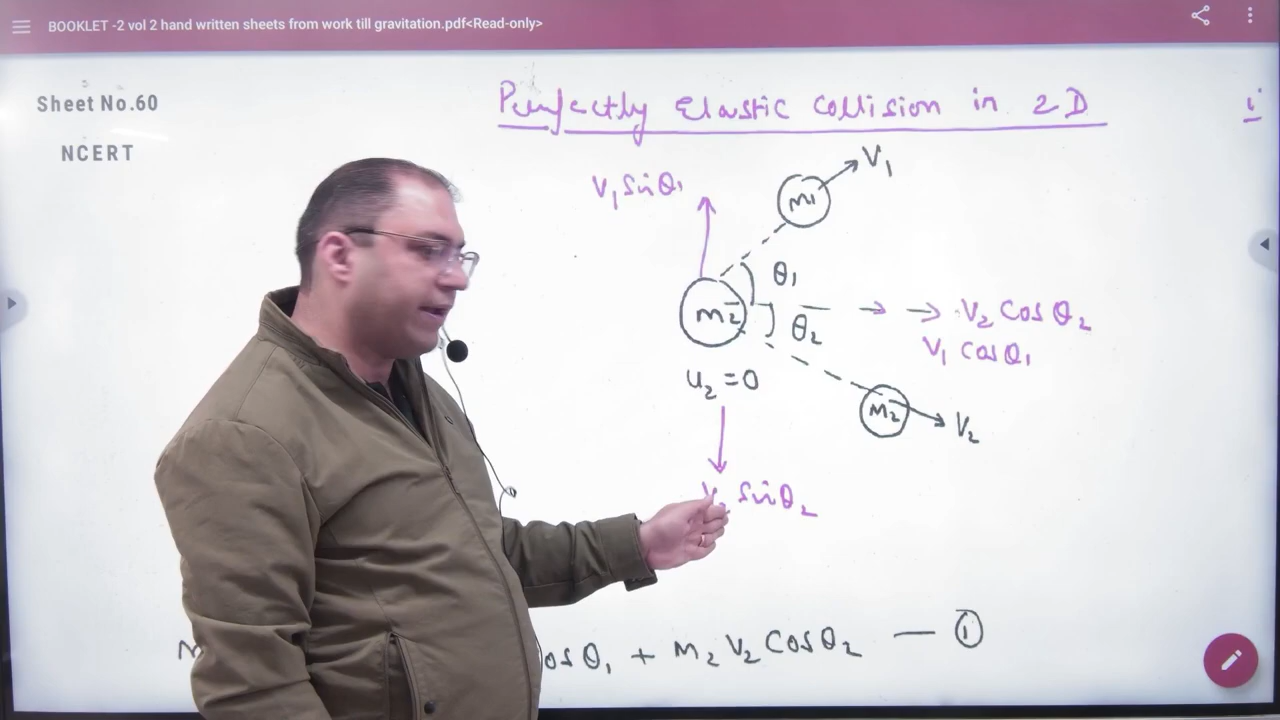 BOOKLET -2 vol 2 hand written sheets from work till gravitation.pdf<Read-only>
Sheet No.60
NCERT
Perfectly Elastic Collision in 2D
V₁
m₁
V₁ Sinθ₁
θ₁
m₂
→ → V₂ Cosθ₂
θ₂
V₁ Cosθ₁
u₂ = 0
m₂
V₂
V₂ Sinθ₂
osθ₁ + m₂ V₂ Cosθ₂ — ①